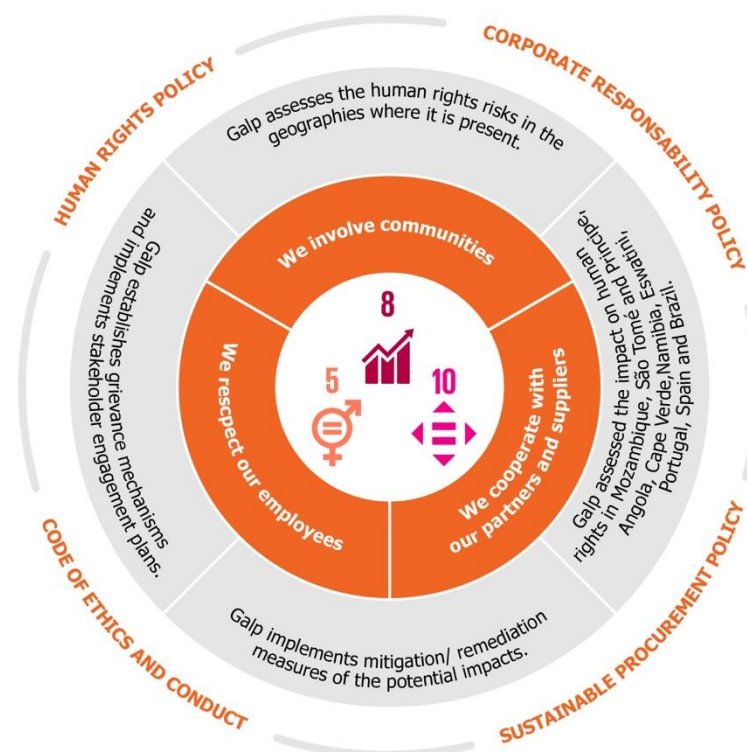 HUMAN RIGHTS POLICY
CORPORATE RESPONSABILITY POLICY
Galp assesses the human rights risks in the
geographies where it is present.
Galp assessed the impact on human
rights in Mozambique, São Tomé and Principe,
Angola, Cape Verde,Namibia, Eswatini,
Portugal, Spain and Brazil.
Galp implements mitigation/ remediation
measures of the potential impacts.
Galp establishes grievance mechanisms
and implements stakeholder engagement plans.
We involve communities
We cooperate with
our partners and suppliers
We rescpect our employees
8
5
10
CODE OF ETHICS AND CONDUCT
SUSTAINABLE PROCUREMENT POLICY